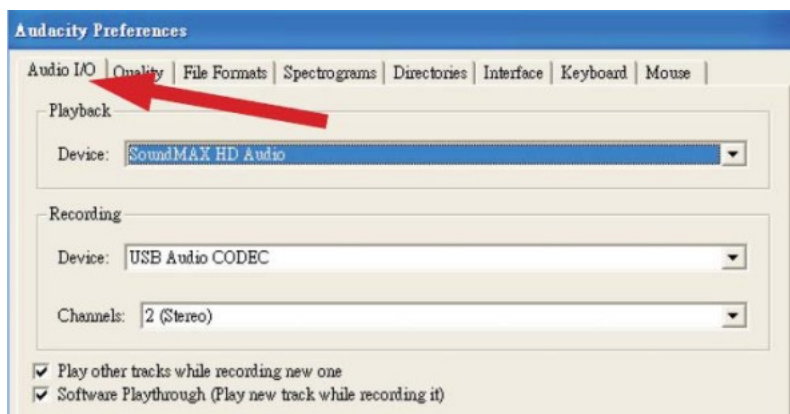 Audacity Preferences
Audio I/O Quality File Formats Spectrograms Directories Interface Keyboard Mouse
Playback
Device: SoundMAX HD Audio
Recording
Device: USB Audio CODEC
Channels: 2 (Stereo)
Play other tracks while recording new one
Software Playthrough (Play new track while recording it)